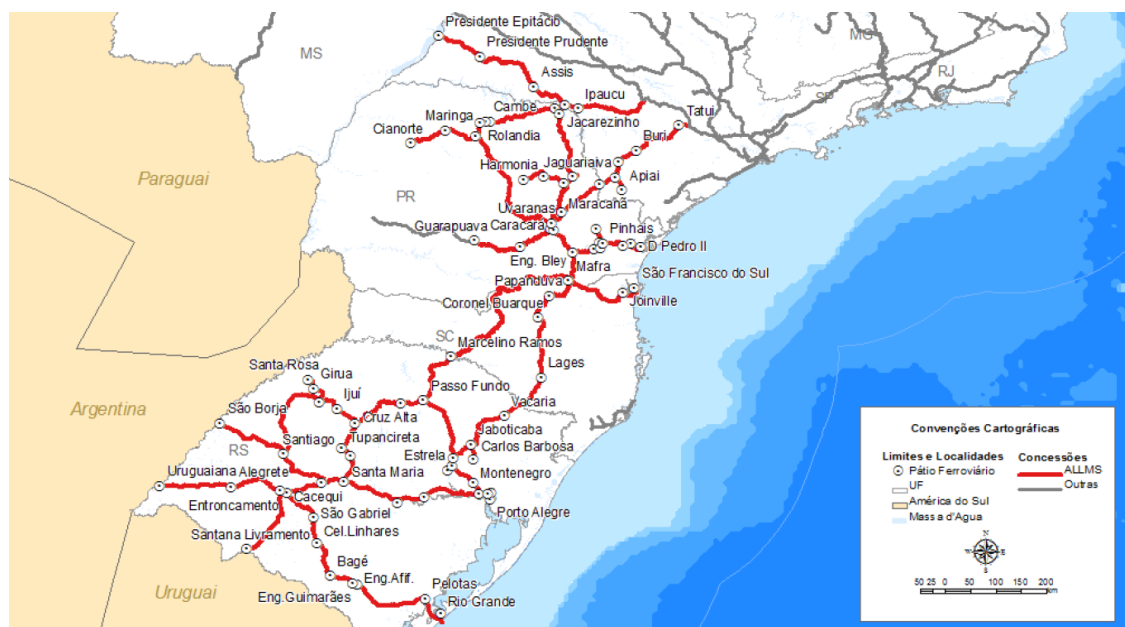 Presidente Epitácio
MG
Presidente Prudente
MS
RJ
Assis
SP
Ipauçu
Cambé
Tatui
Maringa
Jacarezinho
Cianorte
Rolandia
Buri
Harmonia
Jaguariaiva
Paraguai
Apiai
PR
Uvaranas
Maracanã
Guarapuava
Caracara
Pinhais
D Pedro II
Eng. Bley
Mafra
São Francisco do Sul
Papanduva
Coronel Buarque
Joinville
SC
Marcelino Ramos
Santa Rosa
Girua
Lages
Passo Fundo
Ijuí
Argentina
São Borja
Vacaria
Cruz Alta
Jaboticaba
Santiago
Tupancireta
Carlos Barbosa
RS
Estrela
Uruguaiana
Alegrete
Santa Maria
Montenegro
Entroncamento
Cacequi
Porto Alegre
São Gabriel
Santana Livramento
Cel.Linhares
Bagé
Eng.Afif.
Pelotas
Uruguai
Eng.Guimarães
Rio Grande
Convenções Cartográficas
Limites e Localidades
Concessões
Pátio Ferroviário
ALLMS
UF
Outras
América do Sul
Massa d'Agua
N
W
E
S
50 25 0 50 100 150 200
km